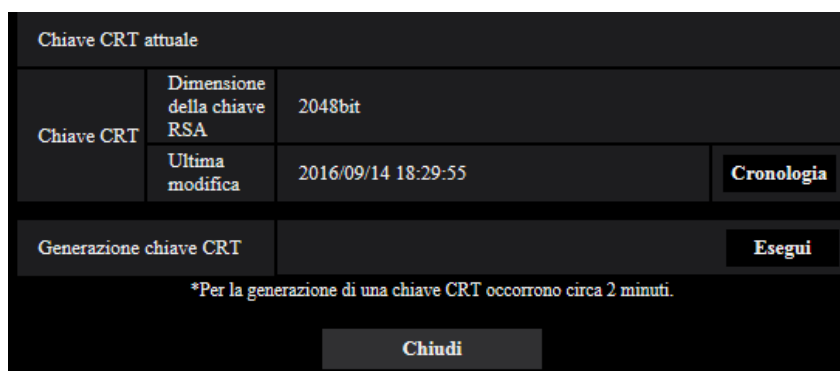 Chiave CRT attuale
Chiave CRT
Dimensione
della chiave
RSA
2048bit
Ultima
modifica
2016/09/14 18:29:55
Cronologia
Generazione chiave CRT
Esegui
*Per la generazione di una chiave CRT occorrono circa 2 minuti.
Chiudi